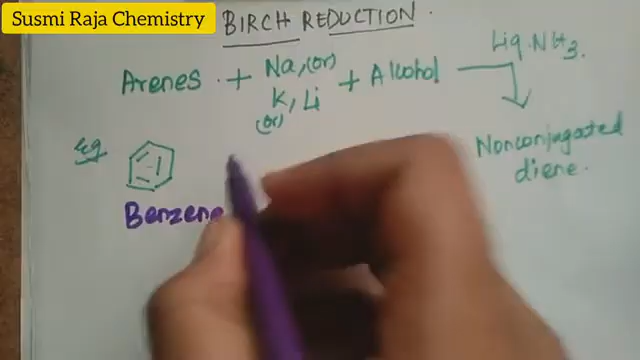 Susmi Raja Chemistry
BIRCH REDUCTION.
Arenes + Na, (or) K, Li + Alcohol Liq. NH3.
(or)
Nonconjugated
diene.
Eg
Benzene